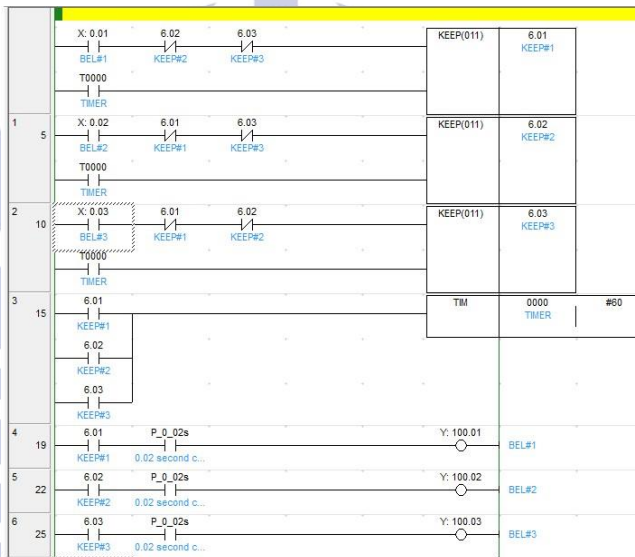 X: 0.01 6.02 6.03 KEEP(011) 6.01
BEL#1 KEEP#2 KEEP#3 KEEP#1
T0000
TIMER
1 5 X: 0.02 6.01 6.03 KEEP(011) 6.02
BEL#2 KEEP#1 KEEP#3 KEEP#2
T0000
TIMER
2 10 X: 0.03 6.01 6.02 KEEP(011) 6.03
BEL#3 KEEP#1 KEEP#2 KEEP#3
T0000
TIMER
3 15 6.01 TIM 0000 #60
KEEP#1 TIMER
6.02
KEEP#2
6.03
KEEP#3
4 19 6.01 P_0_02s Y: 100.01
KEEP#1 0.02 second c... BEL#1
5 22 6.02 P_0_02s Y: 100.02
KEEP#2 0.02 second c... BEL#2
6 25 6.03 P_0_02s Y: 100.03
KEEP#3 0.02 second c... BEL#3